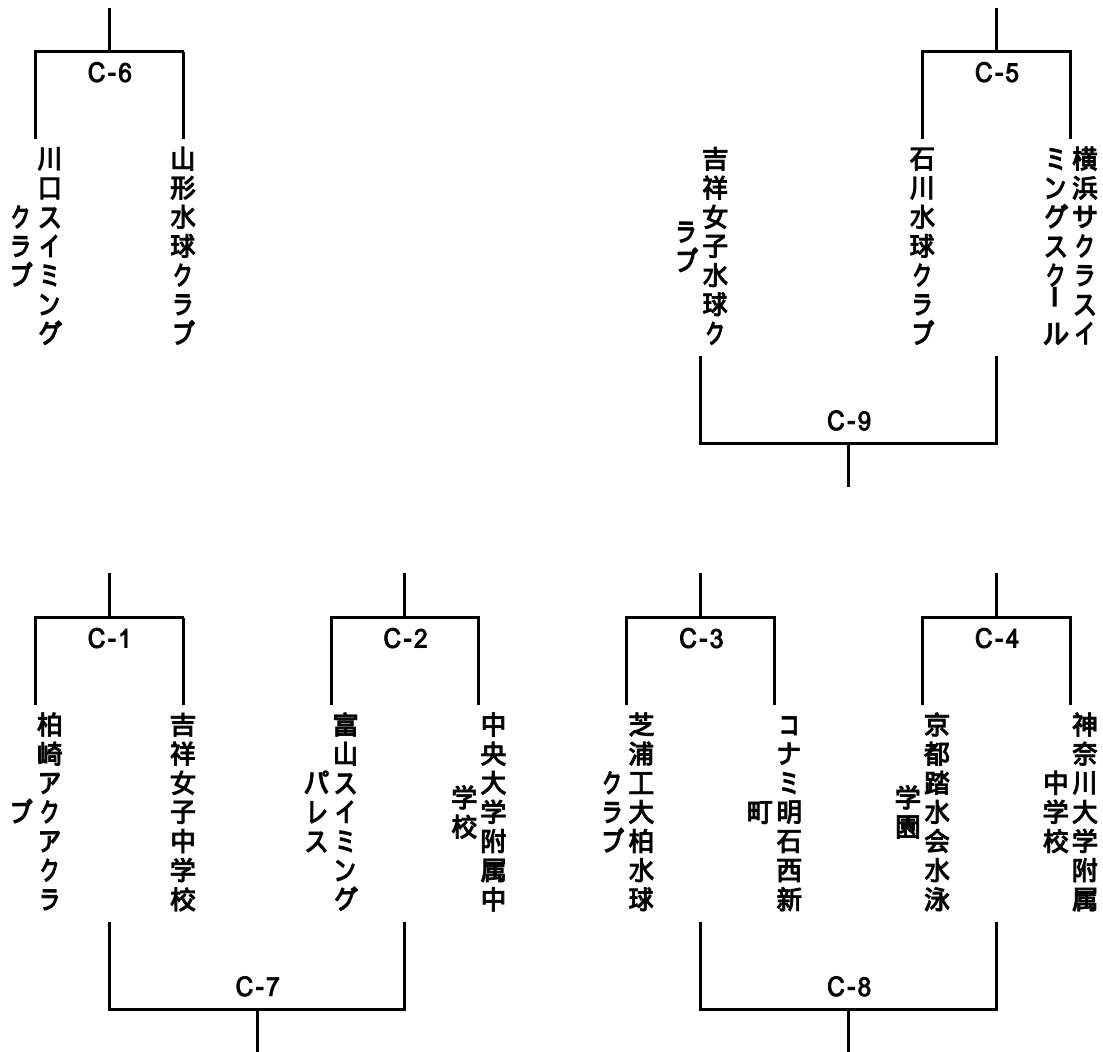 C-6
C-5
川口スイミング
クラブ
山形水球クラブ
吉祥女子水球ク
ラブ
石川水球クラブ
横浜サクラスイ
ミングスクール
C-9
C-1
C-2
C-3
C-4
柏崎アクアクラ
ブ
吉祥女子中学校
富山スイミング
パレス
中央大学附属中
学校
芝浦工大柏水球
クラブ
コナミ明石西新
町
京都踏水会水泳
学園
神奈川大学附属
中学校
C-7
C-8